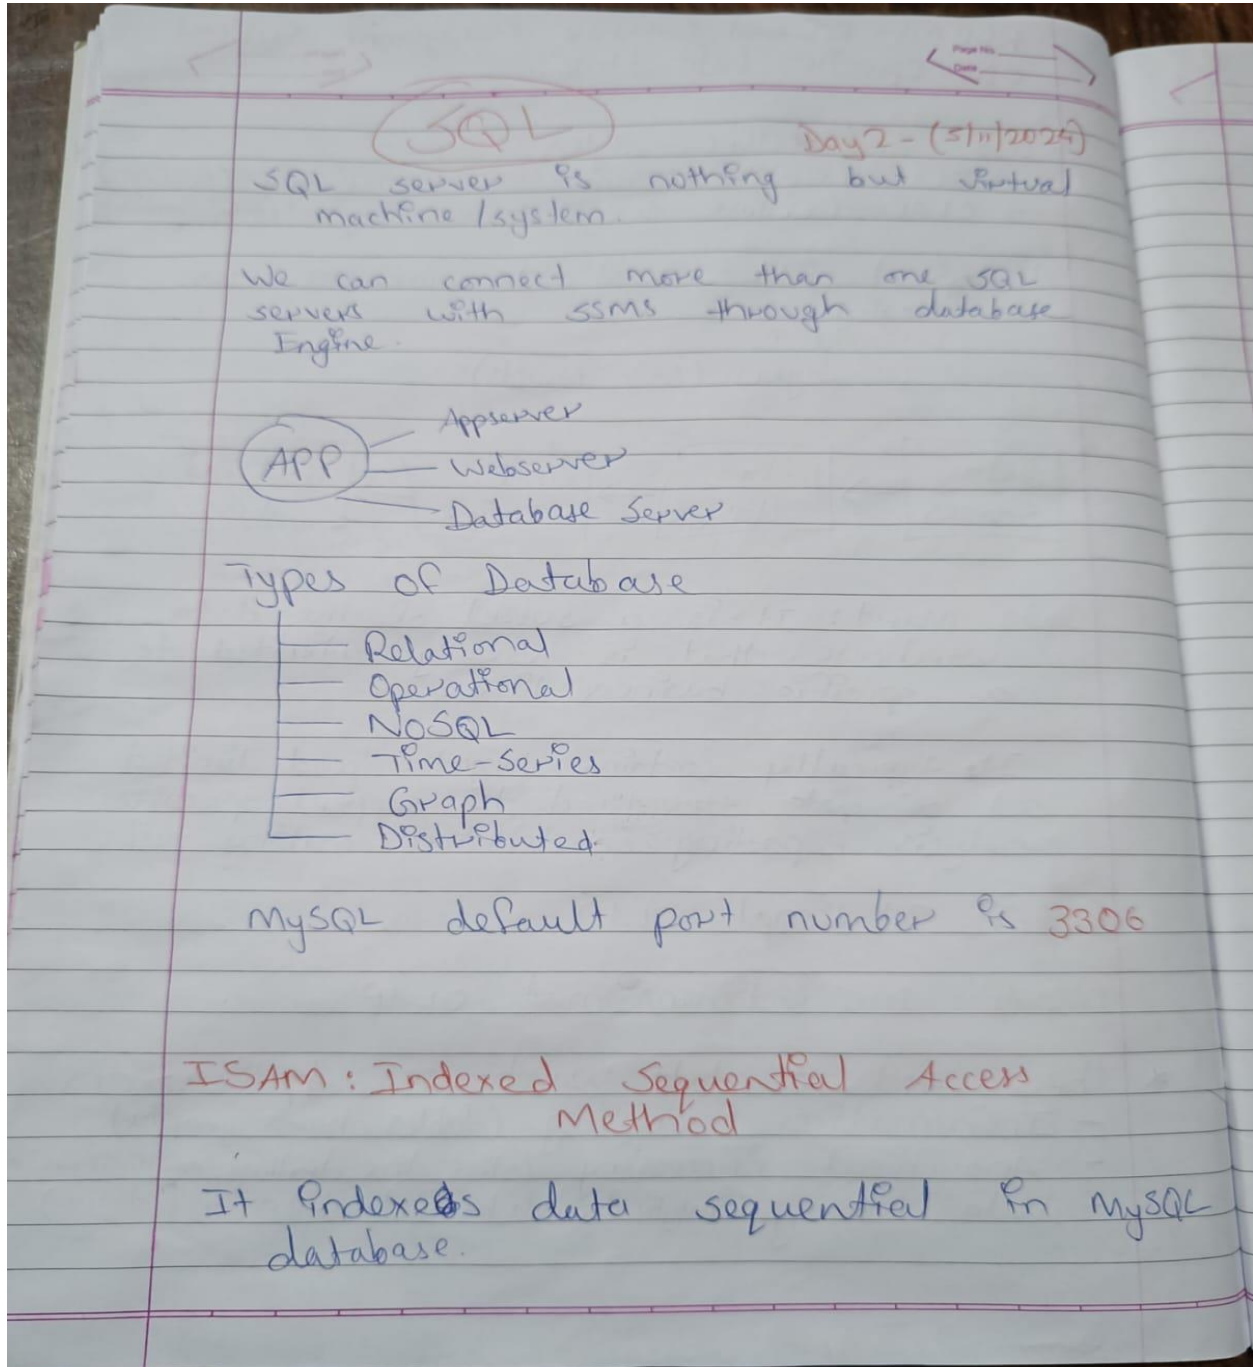 Page No.
Date
SQL
Day 2 - (5/11/2024)
SQL server is nothing but virtual
machine /system.
We can connect more than one SQL
servers with SSMS through database
Engine.
APP
Appserver
Webserver
Database Server
Types of Database
Relational
Operational
NoSQL
Time-Series
Graph
Distributed.
MySQL default port number is 3306
ISAM : Indexed Sequential Access
Method
It indexes data sequential in MySQL
database.